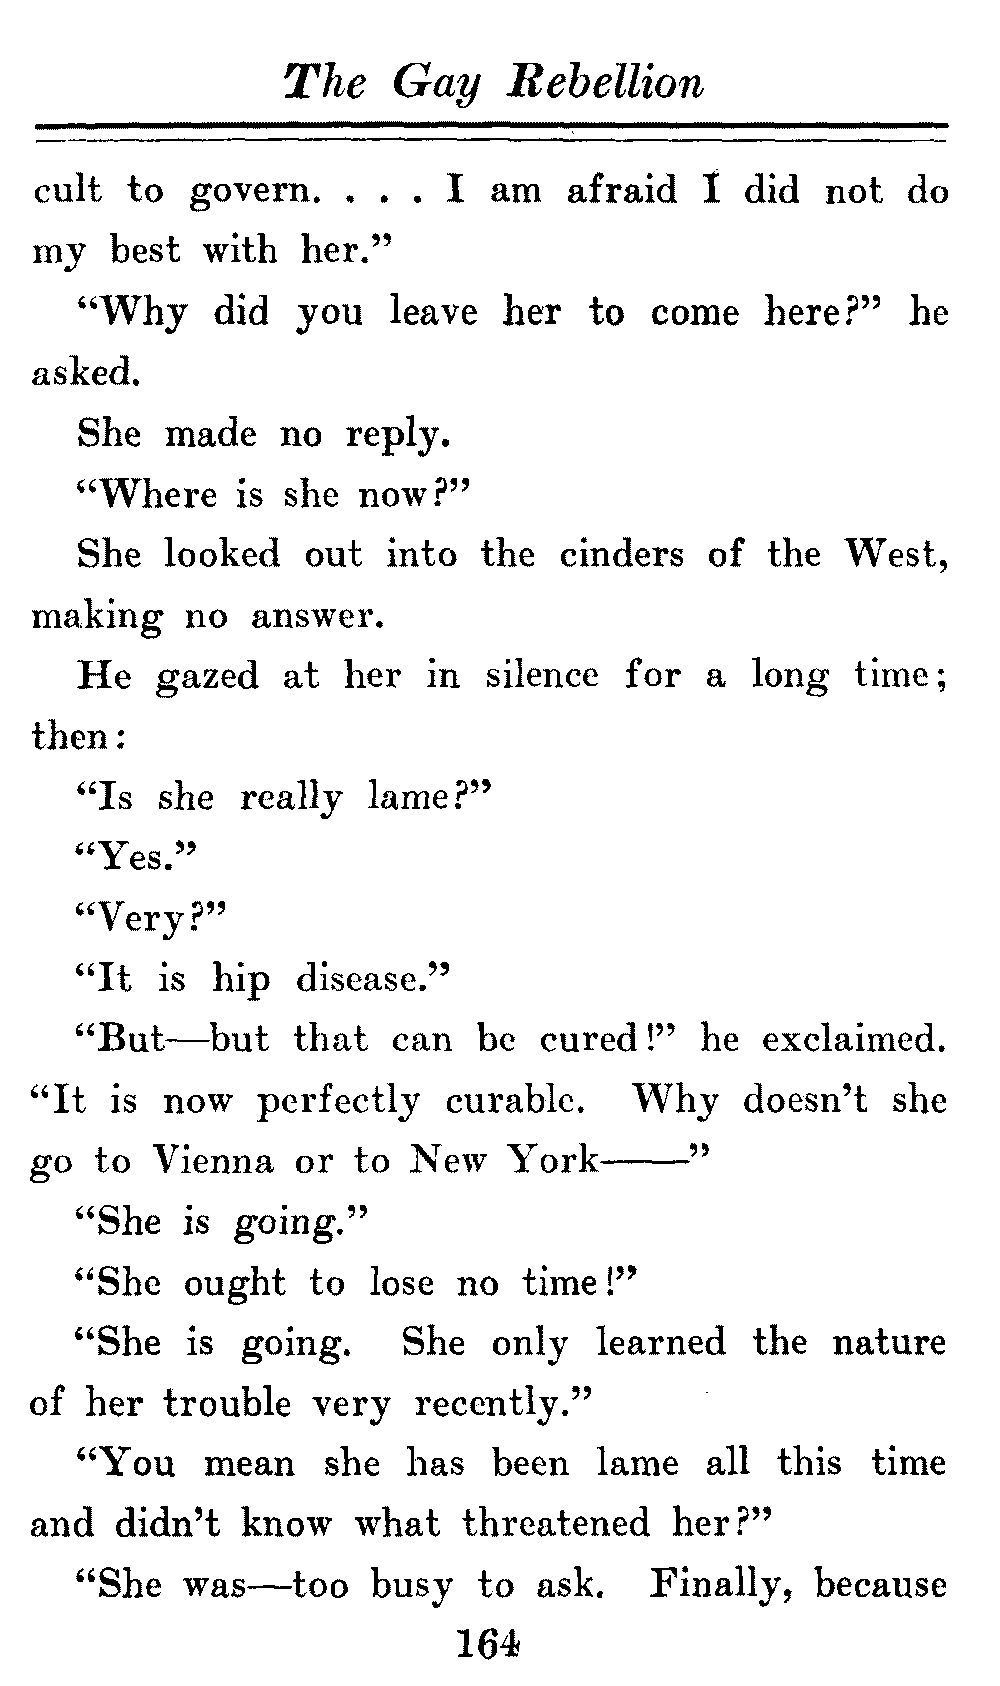 The Gay Rebellion
cult to govern. . . . I am afraid I did not do
my best with her.”
“Why did you leave her to come here?” he
asked.
She made no reply.
“Where is she now?”
She looked out into the cinders of the West,
making no answer.
He gazed at her in silence for a long time;
then:
“Is she really lame?”
“Yes.”
“Very?”
“It is hip disease.”
“But—but that can be cured!” he exclaimed.
“It is now perfectly curable. Why doesn’t she
go to Vienna or to New York——”
“She is going.”
“She ought to lose no time!”
“She is going. She only learned the nature
of her trouble very recently.”
“You mean she has been lame all this time
and didn’t know what threatened her?”
“She was—too busy to ask. Finally, because
164